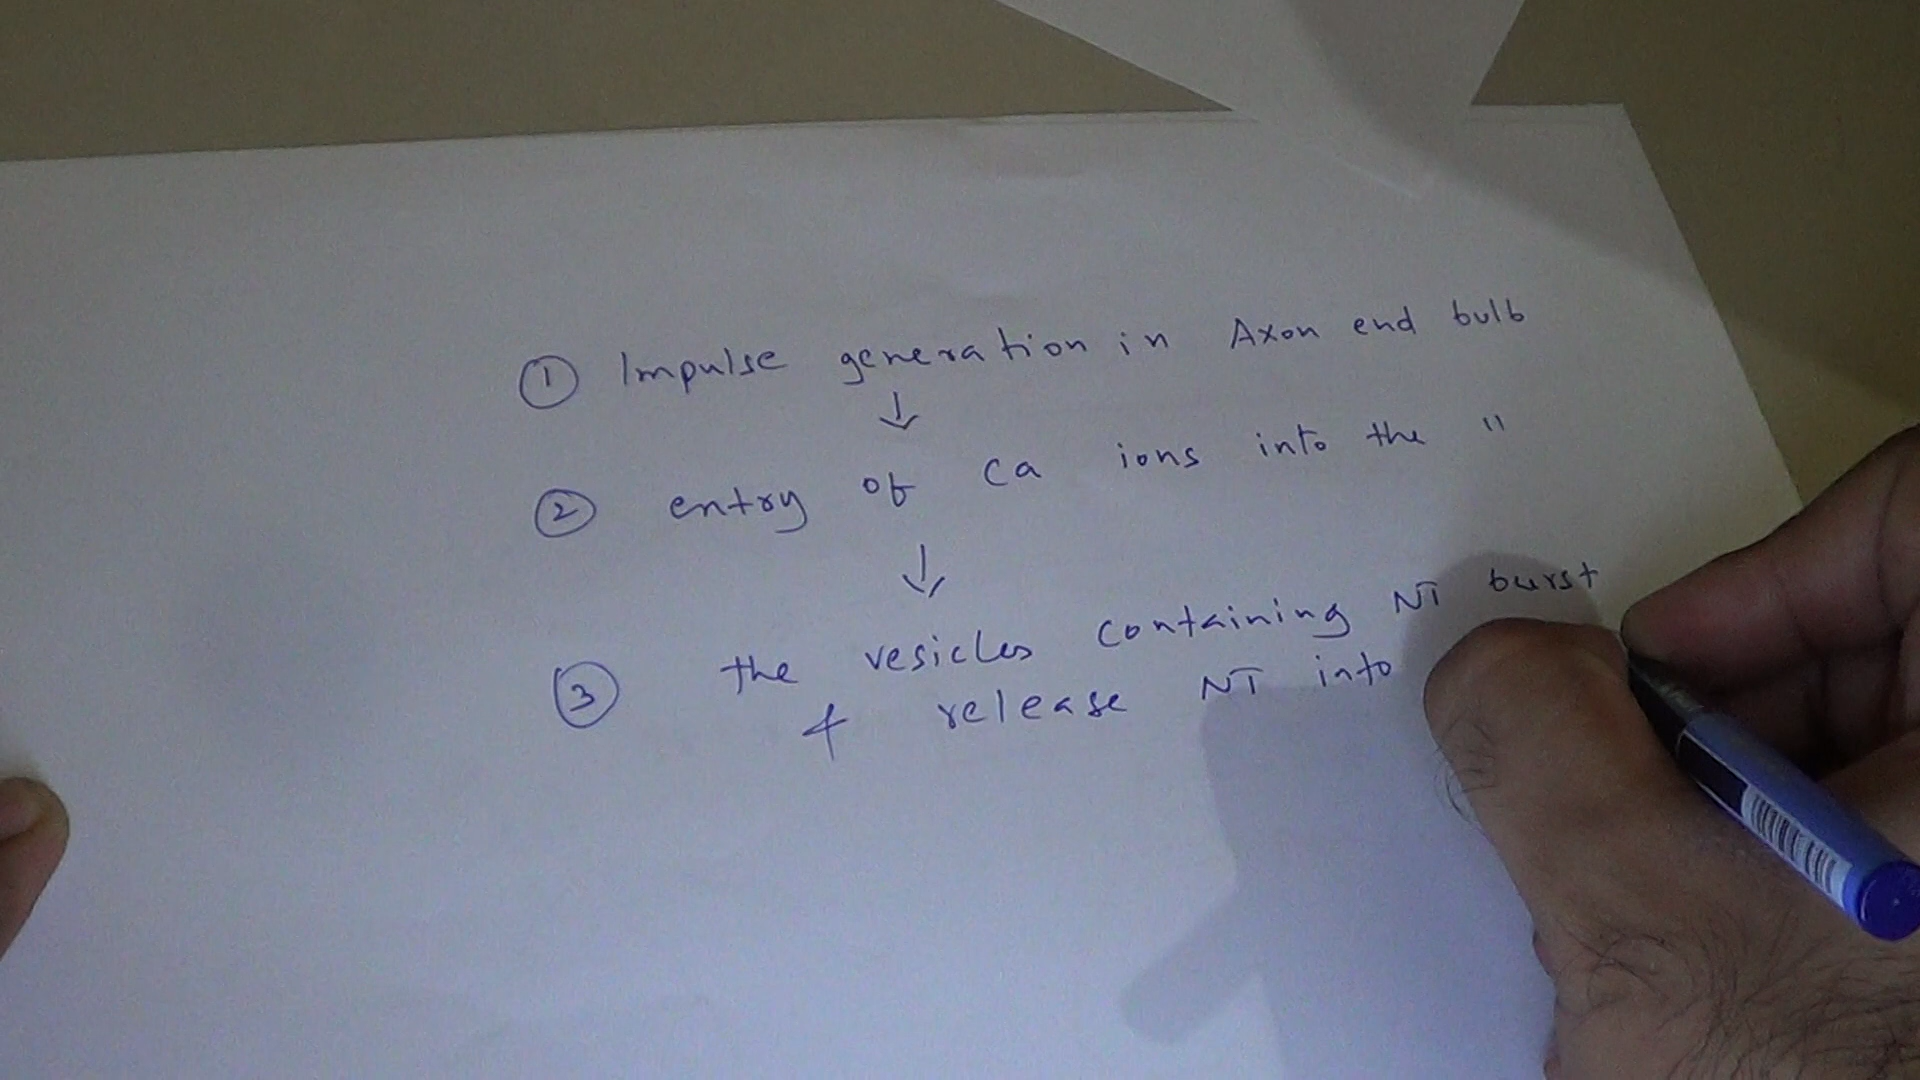 ① Impulse generation in Axon end bulb
↓
② entry of ca ions into the "
↓
③ the vesicles containing NT burst
& release NT into